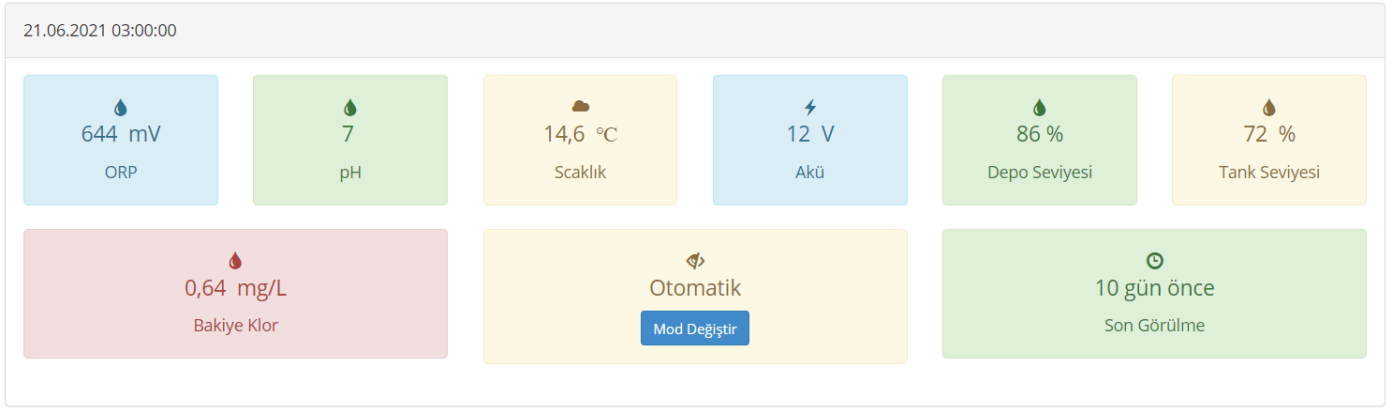 21.06.2021 03:00:00
644 mV
ORP
7
pH
14,6 °C
Scaklık
12 V
Akü
86 %
Depo Seviyesi
72 %
Tank Seviyesi
0,64 mg/L
Bakiye Klor
Otomatik
Mod Değiştir
10 gün önce
Son Görülme